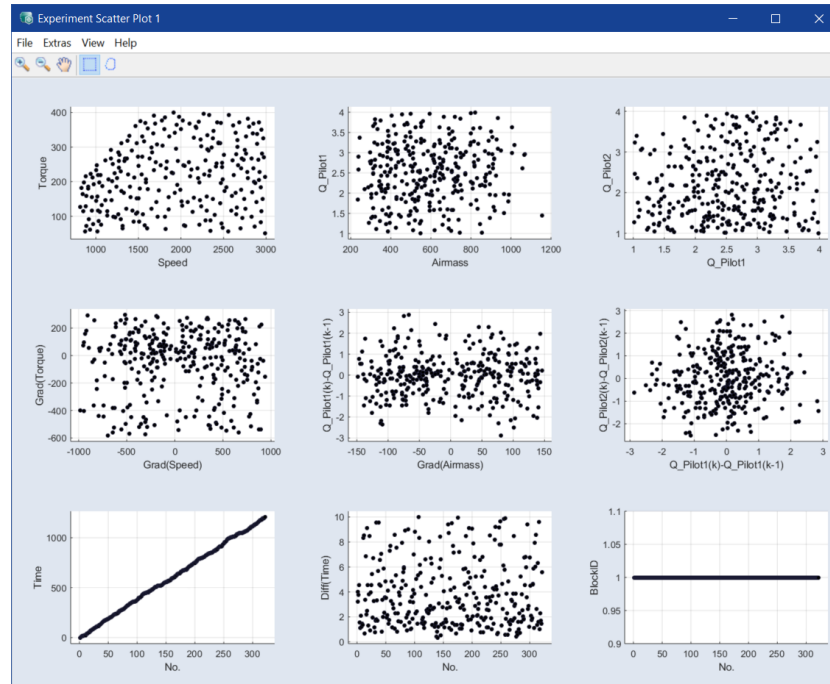 Experiment Scatter Plot 1
File Extras View Help
400
300
200
100
Torque
1000 1500 2000 2500 3000
Speed
4
3.5
3
2.5
2
1.5
1
Q_Pilot1
200 400 600 800 1000 1200
Airmass
4
3
2
1
Q_Pilot2
1 1.5 2 2.5 3 3.5 4
Q_Pilot1
200
0
-200
-400
-600
Grad(Torque)
-1000 -500 0 500 1000
Grad(Speed)
3
2
1
0
-1
-2
-3
Q_Pilot1(k)-Q_Pilot1(k-1)
-150 -100 -50 0 50 100 150
Grad(Airmass)
3
2
1
0
-1
-2
Q_Pilot2(k)-Q_Pilot2(k-1)
-3 -2 -1 0 1 2 3
Q_Pilot1(k)-Q_Pilot1(k-1)
1000
500
0
Time
0 50 100 150 200 250 300
No.
10
8
6
4
2
0
Diff(Time)
0 50 100 150 200 250 300
No.
1.1
1.05
1
0.95
0.9
BlockID
0 50 100 150 200 250 300
No.